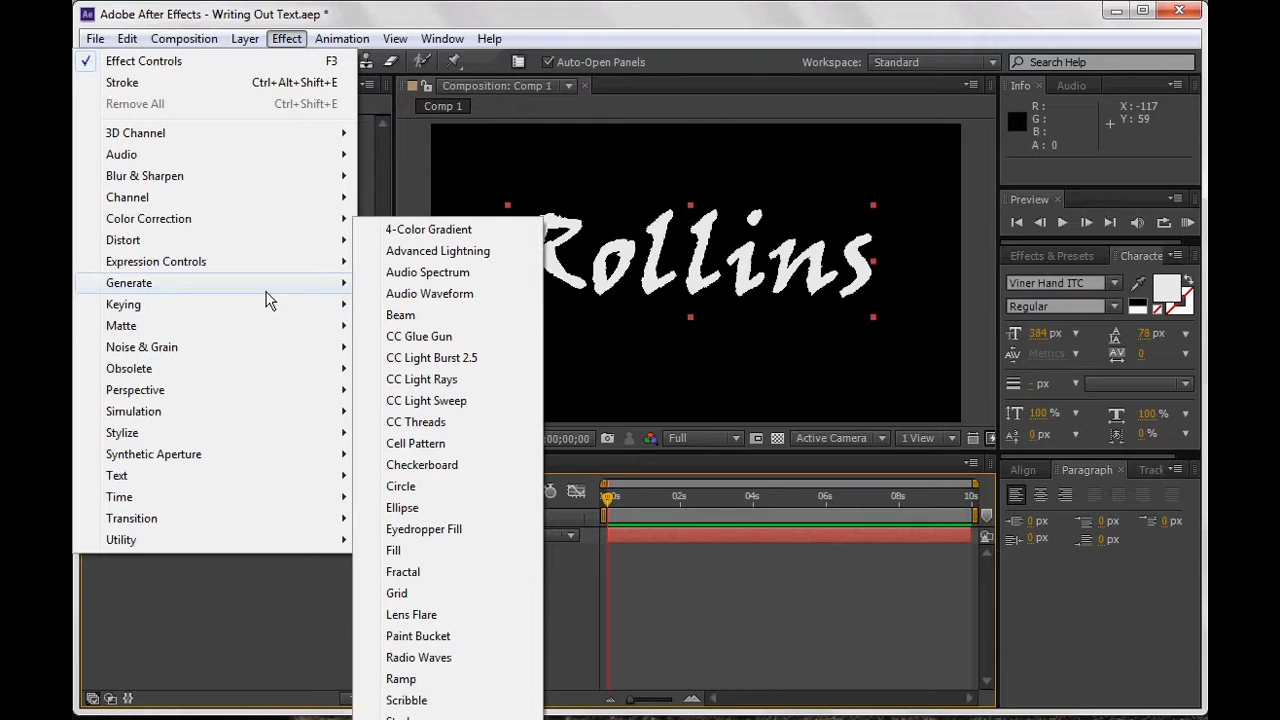 Adobe After Effects - Writing Out Text.aep *
File Edit Composition Layer Effect Animation View Window Help
Effect Controls F3
Stroke Ctrl+Alt+Shift+E
Remove All Ctrl+Shift+E
3D Channel
Audio
Blur & Sharpen
Channel
Color Correction
Distort
Expression Controls
Generate
Keying
Matte
Noise & Grain
Obsolete
Perspective
Simulation
Stylize
Synthetic Aperture
Text
Time
Transition
Utility
4-Color Gradient
Advanced Lightning
Audio Spectrum
Audio Waveform
Beam
CC Glue Gun
CC Light Burst 2.5
CC Light Rays
CC Light Sweep
CC Threads
Cell Pattern
Checkerboard
Circle
Ellipse
Eyedropper Fill
Fill
Fractal
Grid
Lens Flare
Paint Bucket
Radio Waves
Ramp
Scribble
Auto-Open Panels
Workspace: Standard
Search Help
Composition: Comp 1
Comp 1
Rollins
0;00;00 Full Active Camera 1 View
02s 04s 06s 08s 10s
Info Audio
R: X: -117
G: Y: 59
B:
A: 0
Preview
Effects & Presets Characte
Viner Hand ITC
Regular
384 px 78 px
Metrics 0
- px
100 % 100 %
0 px 0 %
Align Paragraph Track
0 px 0 px 0 px
0 px 0 px